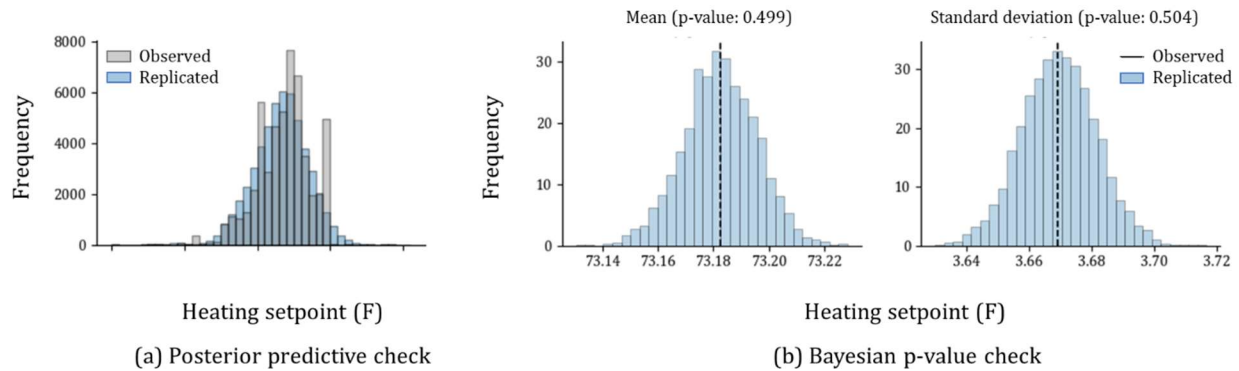 Mean (p-value: 0.499)
Standard deviation (p-value: 0.504)
8000
6000
4000
2000
0
Frequency
Observed
Replicated
Heating setpoint (F)
(a) Posterior predictive check
30
20
10
0
Frequency
73.14 73.16 73.18 73.20 73.22
30
20
10
0
Observed
Replicated
3.64 3.66 3.68 3.70 3.72
Heating setpoint (F)
(b) Bayesian p-value check